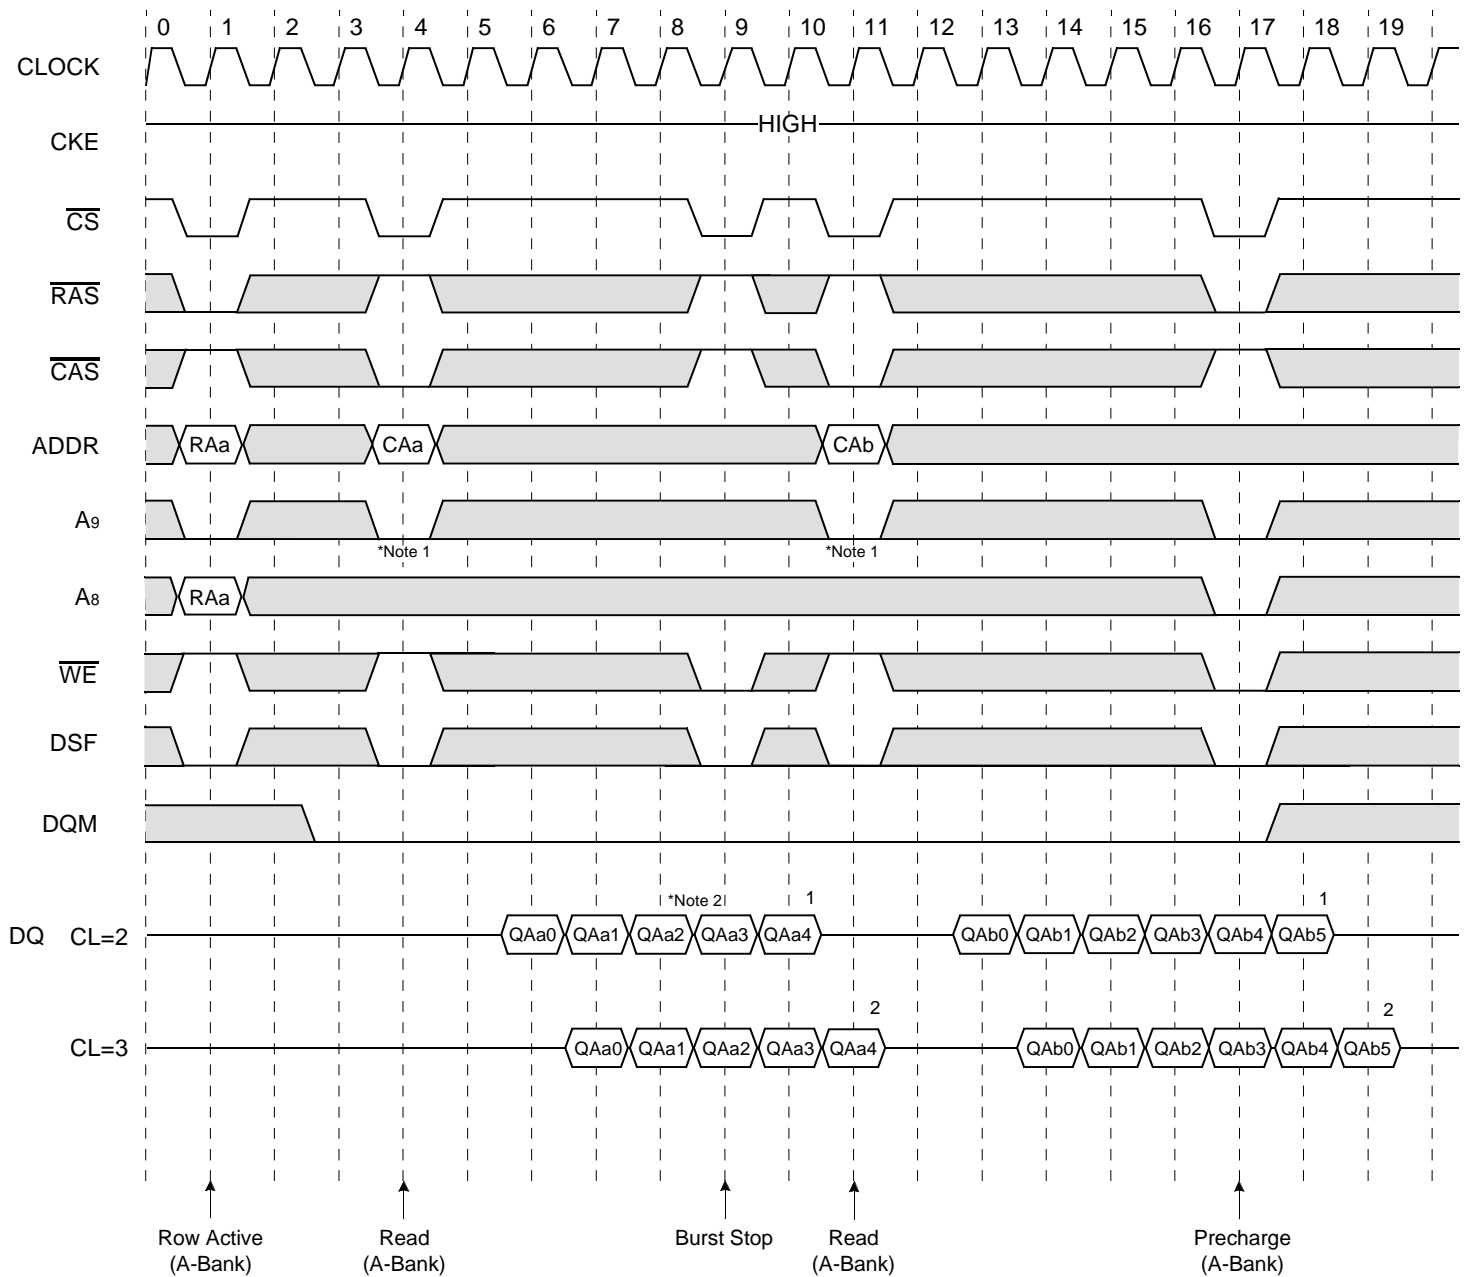 0 1 2 3 4 5 6 7 8 9 10 11 12 13 14 15 16 17 18 19
CLOCK
HIGH
CKE
CS
RAS
CAS
ADDR RAa CAa CAb
A9
*Note 1 *Note 1
A8 RAa
WE
DSF
DQM
*Note 2 1 1
DQ CL=2 QAa0 QAa1 QAa2 QAa3 QAa4 QAb0 QAb1 QAb2 QAb3 QAb4 QAb5
2 2
CL=3 QAa0 QAa1 QAa2 QAa3 QAa4 QAb0 QAb1 QAb2 QAb3 QAb4 QAb5
Row Active Read Burst Stop Read Precharge
(A-Bank) (A-Bank) (A-Bank) (A-Bank)